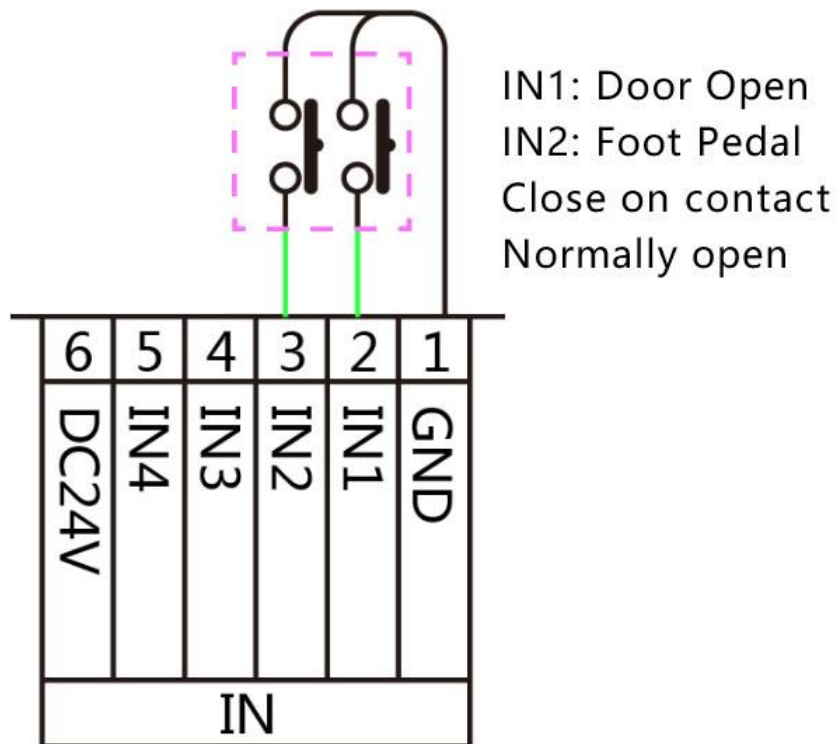 IN1: Door Open
IN2: Foot Pedal
Close on contact
Normally open
6 5 4 3 2 1
DC24V IN4 IN3 IN2 IN1 GND
IN